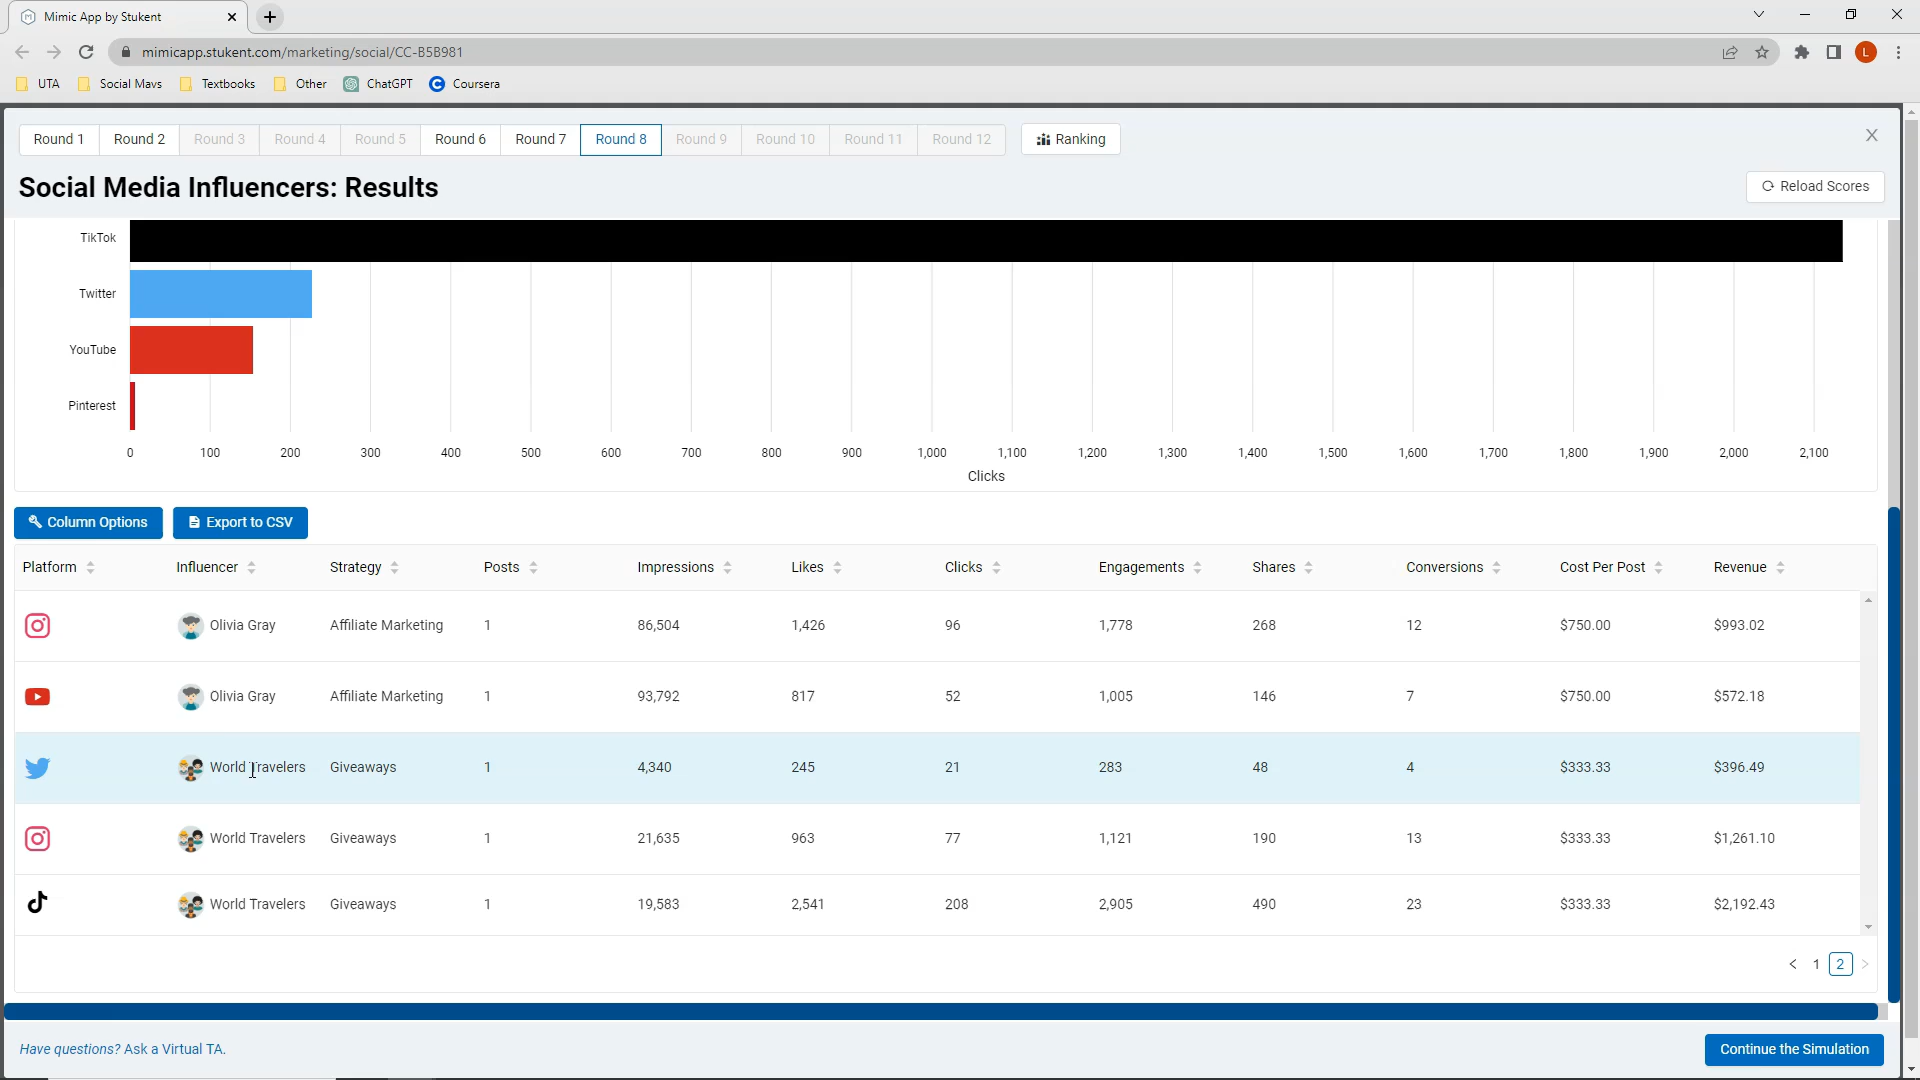 Mimic App by Stukent
mimicapp.stukent.com/marketing/social/CC-B5B981
L
UTA Social Mavs Textbooks Other ChatGPT Coursera
Round 1 Round 2 Round 3 Round 4 Round 5 Round 6 Round 7 Round 8 Round 9 Round 10 Round 11 Round 12 Ranking
Social Media Influencers: Results
Reload Scores
TikTok
Twitter
YouTube
Pinterest
0 100 200 300 400 500 600 700 800 900 1,000 1,100 1,200 1,300 1,400 1,500 1,600 1,700 1,800 1,900 2,000 2,100
Clicks
Column Options Export to CSV
Platform Influencer Strategy Posts Impressions Likes Clicks Engagements Shares Conversions Cost Per Post Revenue
Olivia Gray Affiliate Marketing 1 86,504 1,426 96 1,778 268 12 $750.00 $993.02
Olivia Gray Affiliate Marketing 1 93,792 817 52 1,005 146 7 $750.00 $572.18
World Travelers Giveaways 1 4,340 245 21 283 48 4 $333.33 $396.49
World Travelers Giveaways 1 21,635 963 77 1,121 190 13 $333.33 $1,261.10
World Travelers Giveaways 1 19,583 2,541 208 2,905 490 23 $333.33 $2,192.43
< 1 2 >
Have questions? Ask a Virtual TA.
Continue the Simulation